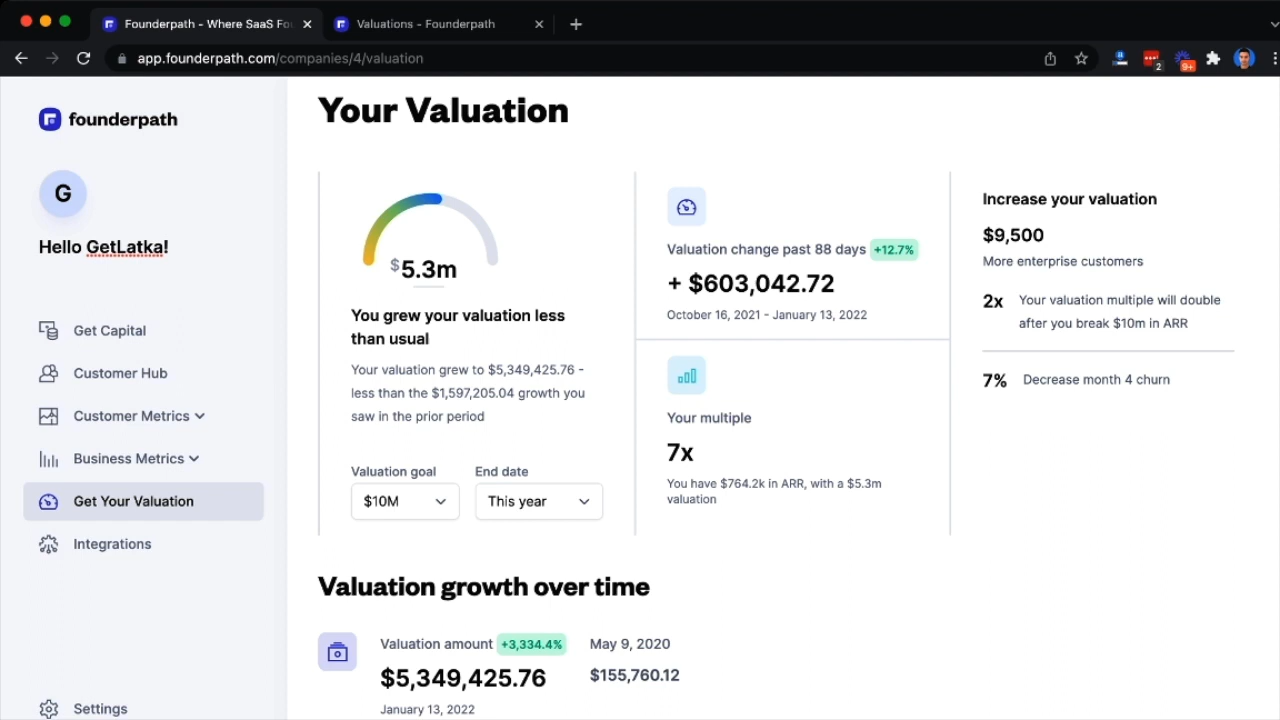 Founderpath - Where SaaS Fou
Valuations - Founderpath
app.founderpath.com/companies/4/valuation
2
9+
founderpath
G
Hello GetLatka!
Get Capital
Customer Hub
Customer Metrics
Business Metrics
Get Your Valuation
Integrations
Settings
Your Valuation
$5.3m
You grew your valuation less
than usual
Your valuation grew to $5,349,425.76 -
less than the $1,597,205.04 growth you
saw in the prior period
Valuation goal
End date
$10M
This year
Valuation change past 88 days +12.7%
+ $603,042.72
October 16, 2021 - January 13, 2022
Your multiple
7x
You have $764.2k in ARR, with a $5.3m
valuation
Increase your valuation
$9,500
More enterprise customers
2x Your valuation multiple will double
after you break $10m in ARR
7% Decrease month 4 churn
Valuation growth over time
Valuation amount +3,334.4%
$5,349,425.76
January 13, 2022
May 9, 2020
$155,760.12